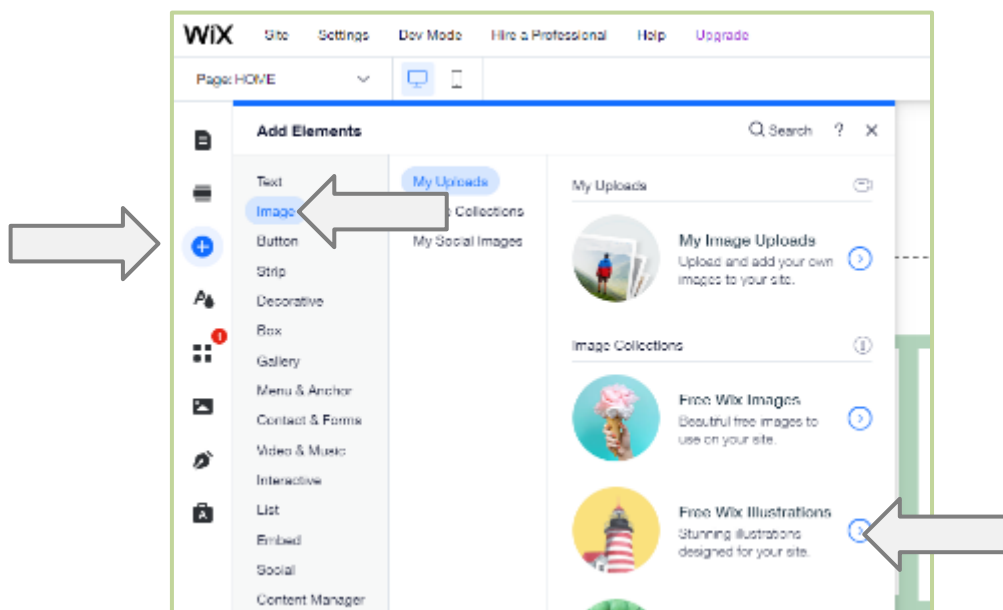 WiX Site Settings Dev Mode Hire a Professional Help Upgrade
Page: HOME
Add Elements Search ? ×
Text
Image
Button
Strip
Decorative
Box
Gallery
Menu & Anchor
Contact & Forms
Video & Music
Interactive
List
Embed
Social
Content Manager
My Uploads
Collections
My Social Images
My Uploads
My Image Uploads
Upload and add your own
images to your site.
Image Collections
Free Wix Images
Beautiful free images to
use on your site.
Free Wix Illustrations
Stunning illustrations
designed for your site.
1
A